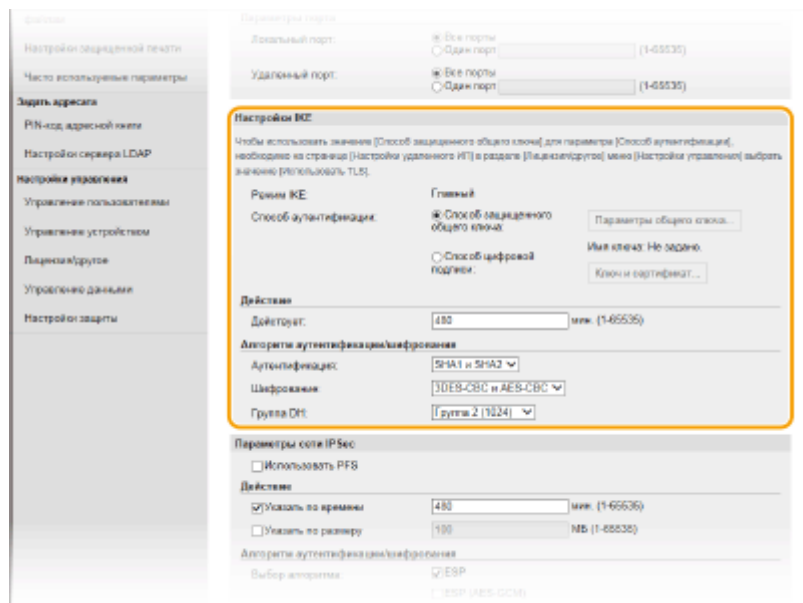 файлам
Настройки защищенной печати
Часто используемые параметры
Задать адресата
PIN-код адресной книги
Настройки сервера LDAP
Настройки управления
Управление пользователями
Управление устройством
Лицензия/другое
Управление данными
Настройки защиты
Параметры порта
Локальный порт:
Все порты
Один порт
(1-65535)
Удаленный порт:
Все порты
Один порт
(1-65535)
Настройки IKE
Чтобы использовать значение [Способ защищенного общего ключа] для параметра [Способ аутентификации],
необходимо на странице [Настройки удаленного ИП] в разделе [Лицензия/другое] меню [Настройки управления] выбрать
значение [Использовать TLS].
Режим IKE:
Главный
Способ аутентификации:
Способ защищенного
общего ключа:
Параметры общего ключа...
Имя ключа: Не задано.
Способ цифровой
подписи:
Ключ и сертификат...
Действие
Действует:
480
мин. (1-65535)
Алгоритм аутентификации/шифрования
Аутентификация:
SHA1 и SHA2
Шифрование:
3DES-CBC и AES-CBC
Группа DH:
Группа 2 (1024)
Параметры сети IPSec
Использовать PFS
Действие
Указать по времени
480
мин. (1-65535)
Указать по размеру
100
МБ (1-65535)
Алгоритм аутентификации/шифрования
Выбор алгоритма:
ESP
ESP (AES-GCM)